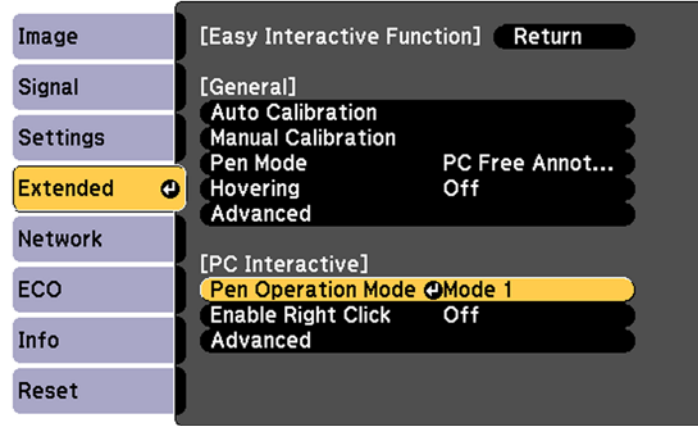 Image
Signal
Settings
Extended
Network
ECO
Info
Reset
[Easy Interactive Function] Return
[General]
Auto Calibration
Manual Calibration
Pen Mode PC Free Annot...
Hovering Off
Advanced
[PC Interactive]
Pen Operation Mode Mode 1
Enable Right Click Off
Advanced